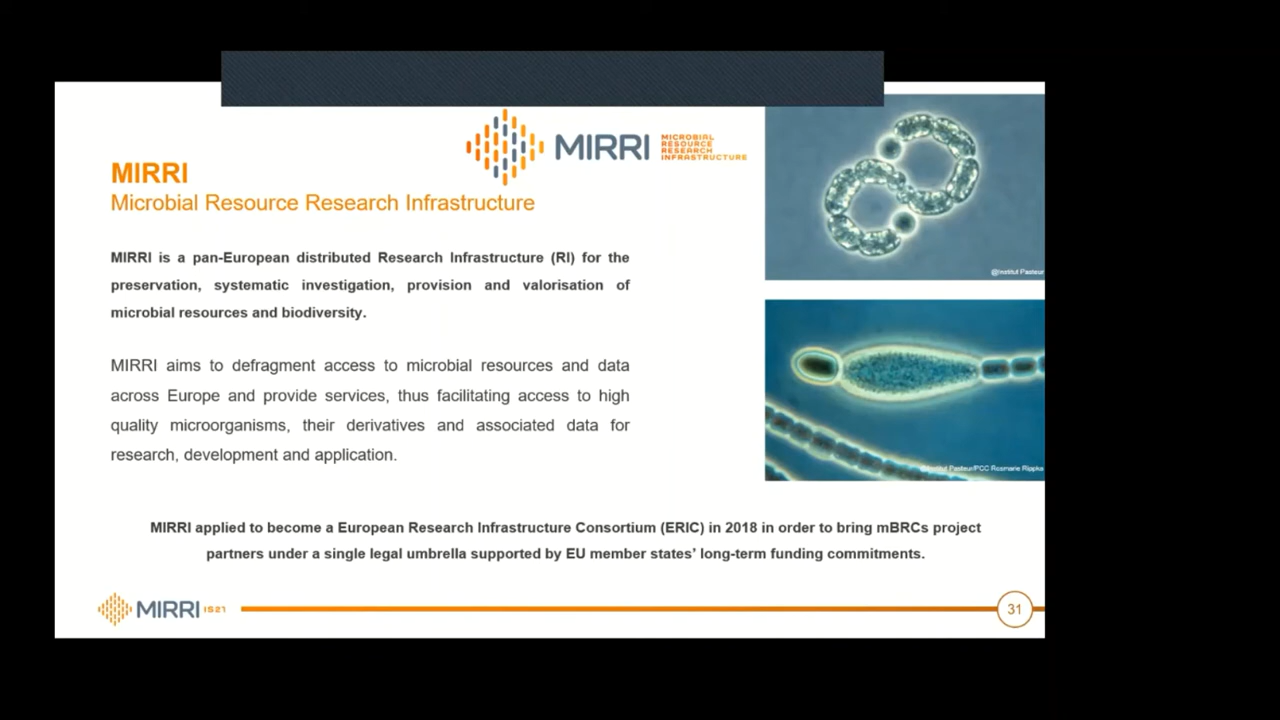 MIRRI
MICROBIAL
RESOURCE
RESEARCH
INFRASTRUCTURE
MIRRI
Microbial Resource Research Infrastructure
MIRRI is a pan-European distributed Research Infrastructure (RI) for the
preservation, systematic investigation, provision and valorisation of
microbial resources and biodiversity.
MIRRI aims to defragment access to microbial resources and data
across Europe and provide services, thus facilitating access to high
quality microorganisms, their derivatives and associated data for
research, development and application.
@Institut Pasteur
@Institut Pasteur/PCC Rosmarie Rippka
MIRRI applied to become a European Research Infrastructure Consortium (ERIC) in 2018 in order to bring mBRCs project
partners under a single legal umbrella supported by EU member states’ long-term funding commitments.
MIRRI IS21
31